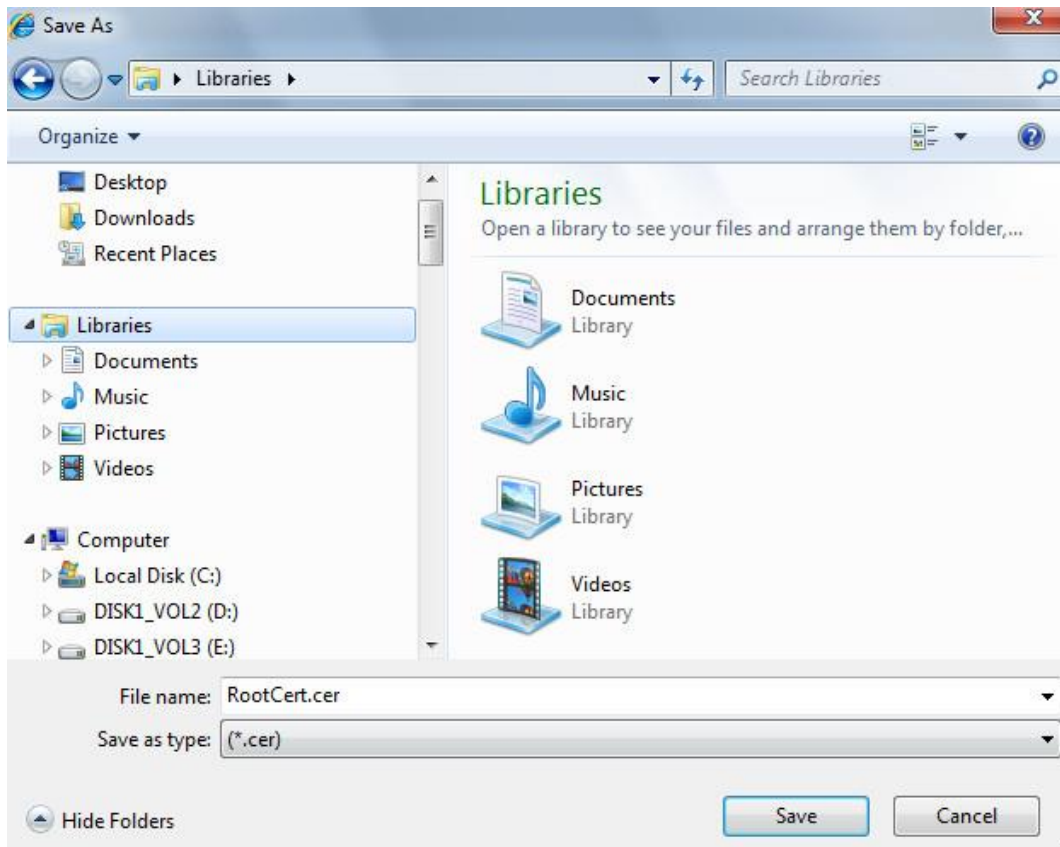 Save As
Libraries
Search Libraries
Organize
Desktop
Downloads
Recent Places
Libraries
Documents
Music
Pictures
Videos
Computer
Local Disk (C:)
DISK1_VOL2 (D:)
DISK1_VOL3 (E:)
Libraries
Open a library to see your files and arrange them by folder,...
Documents
Library
Music
Library
Pictures
Library
Videos
Library
File name: RootCert.cer
Save as type: (*.cer)
Hide Folders
Save
Cancel